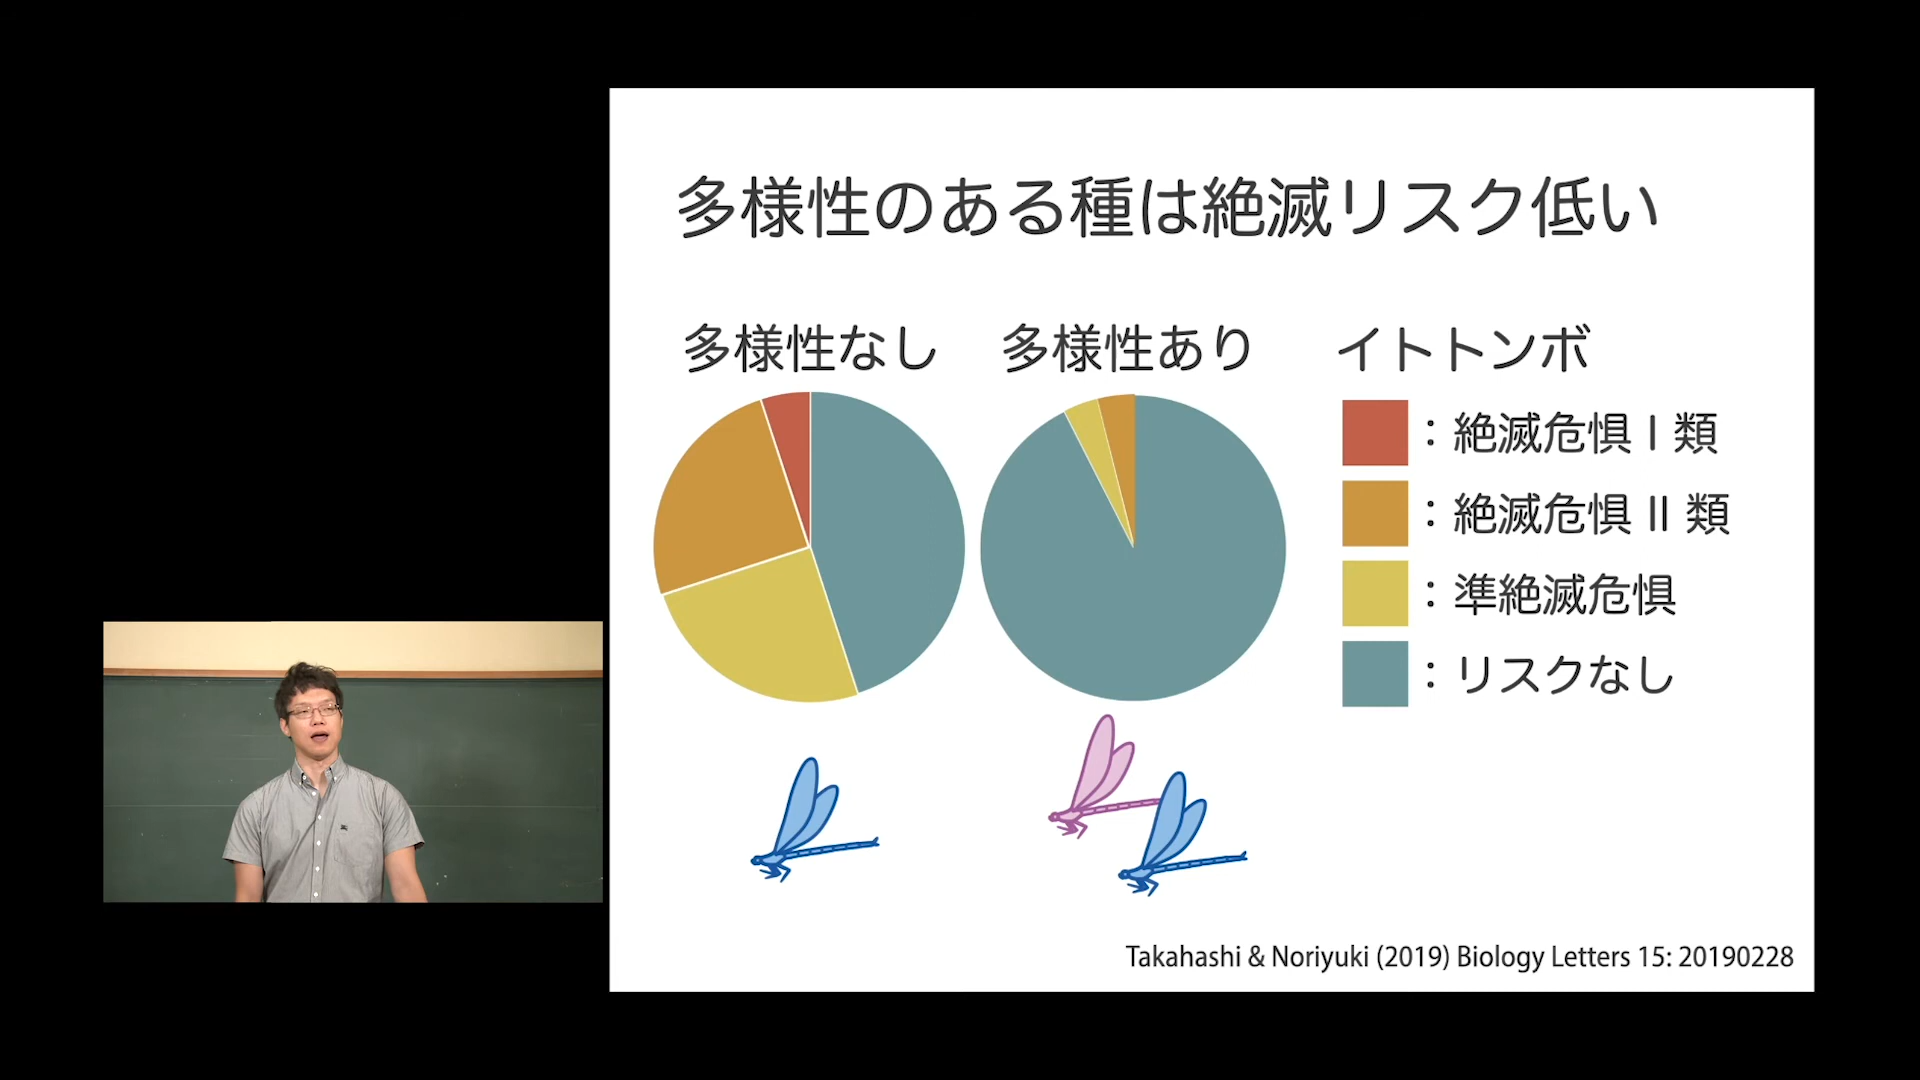 多様性のある種は絶滅リスク低い
多様性なし
多様性あり
イトトンボ
：絶滅危惧 I 類
：絶滅危惧 II 類
：準絶滅危惧
：リスクなし
Takahashi & Noriyuki (2019) Biology Letters 15: 20190228